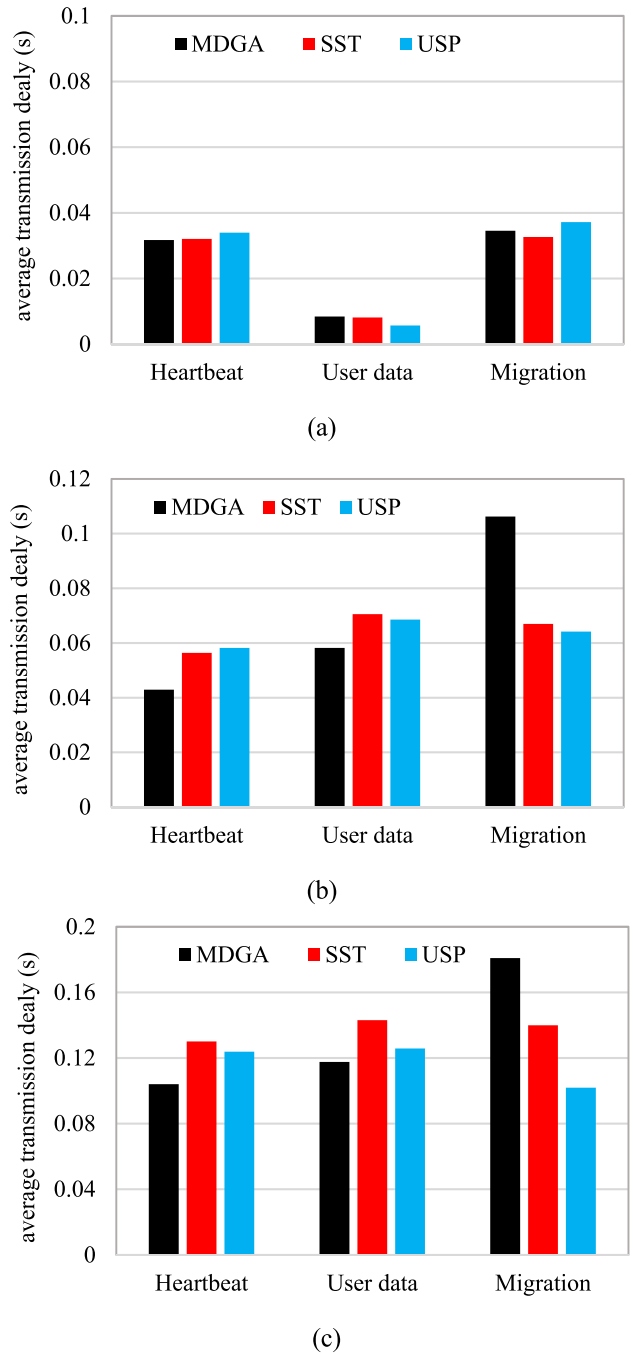 average transmission dealy (s)
0.1
MDGA SST USP
0.08
0.06
0.04
0.02
0
Heartbeat User data Migration
(a)
average transmission dealy (s)
0.12
MDGA SST USP
0.1
0.08
0.06
0.04
0.02
0
Heartbeat User data Migration
(b)
average transmission dealy (s)
0.2
MDGA SST USP
0.16
0.12
0.08
0.04
0
Heartbeat User data Migration
(c)